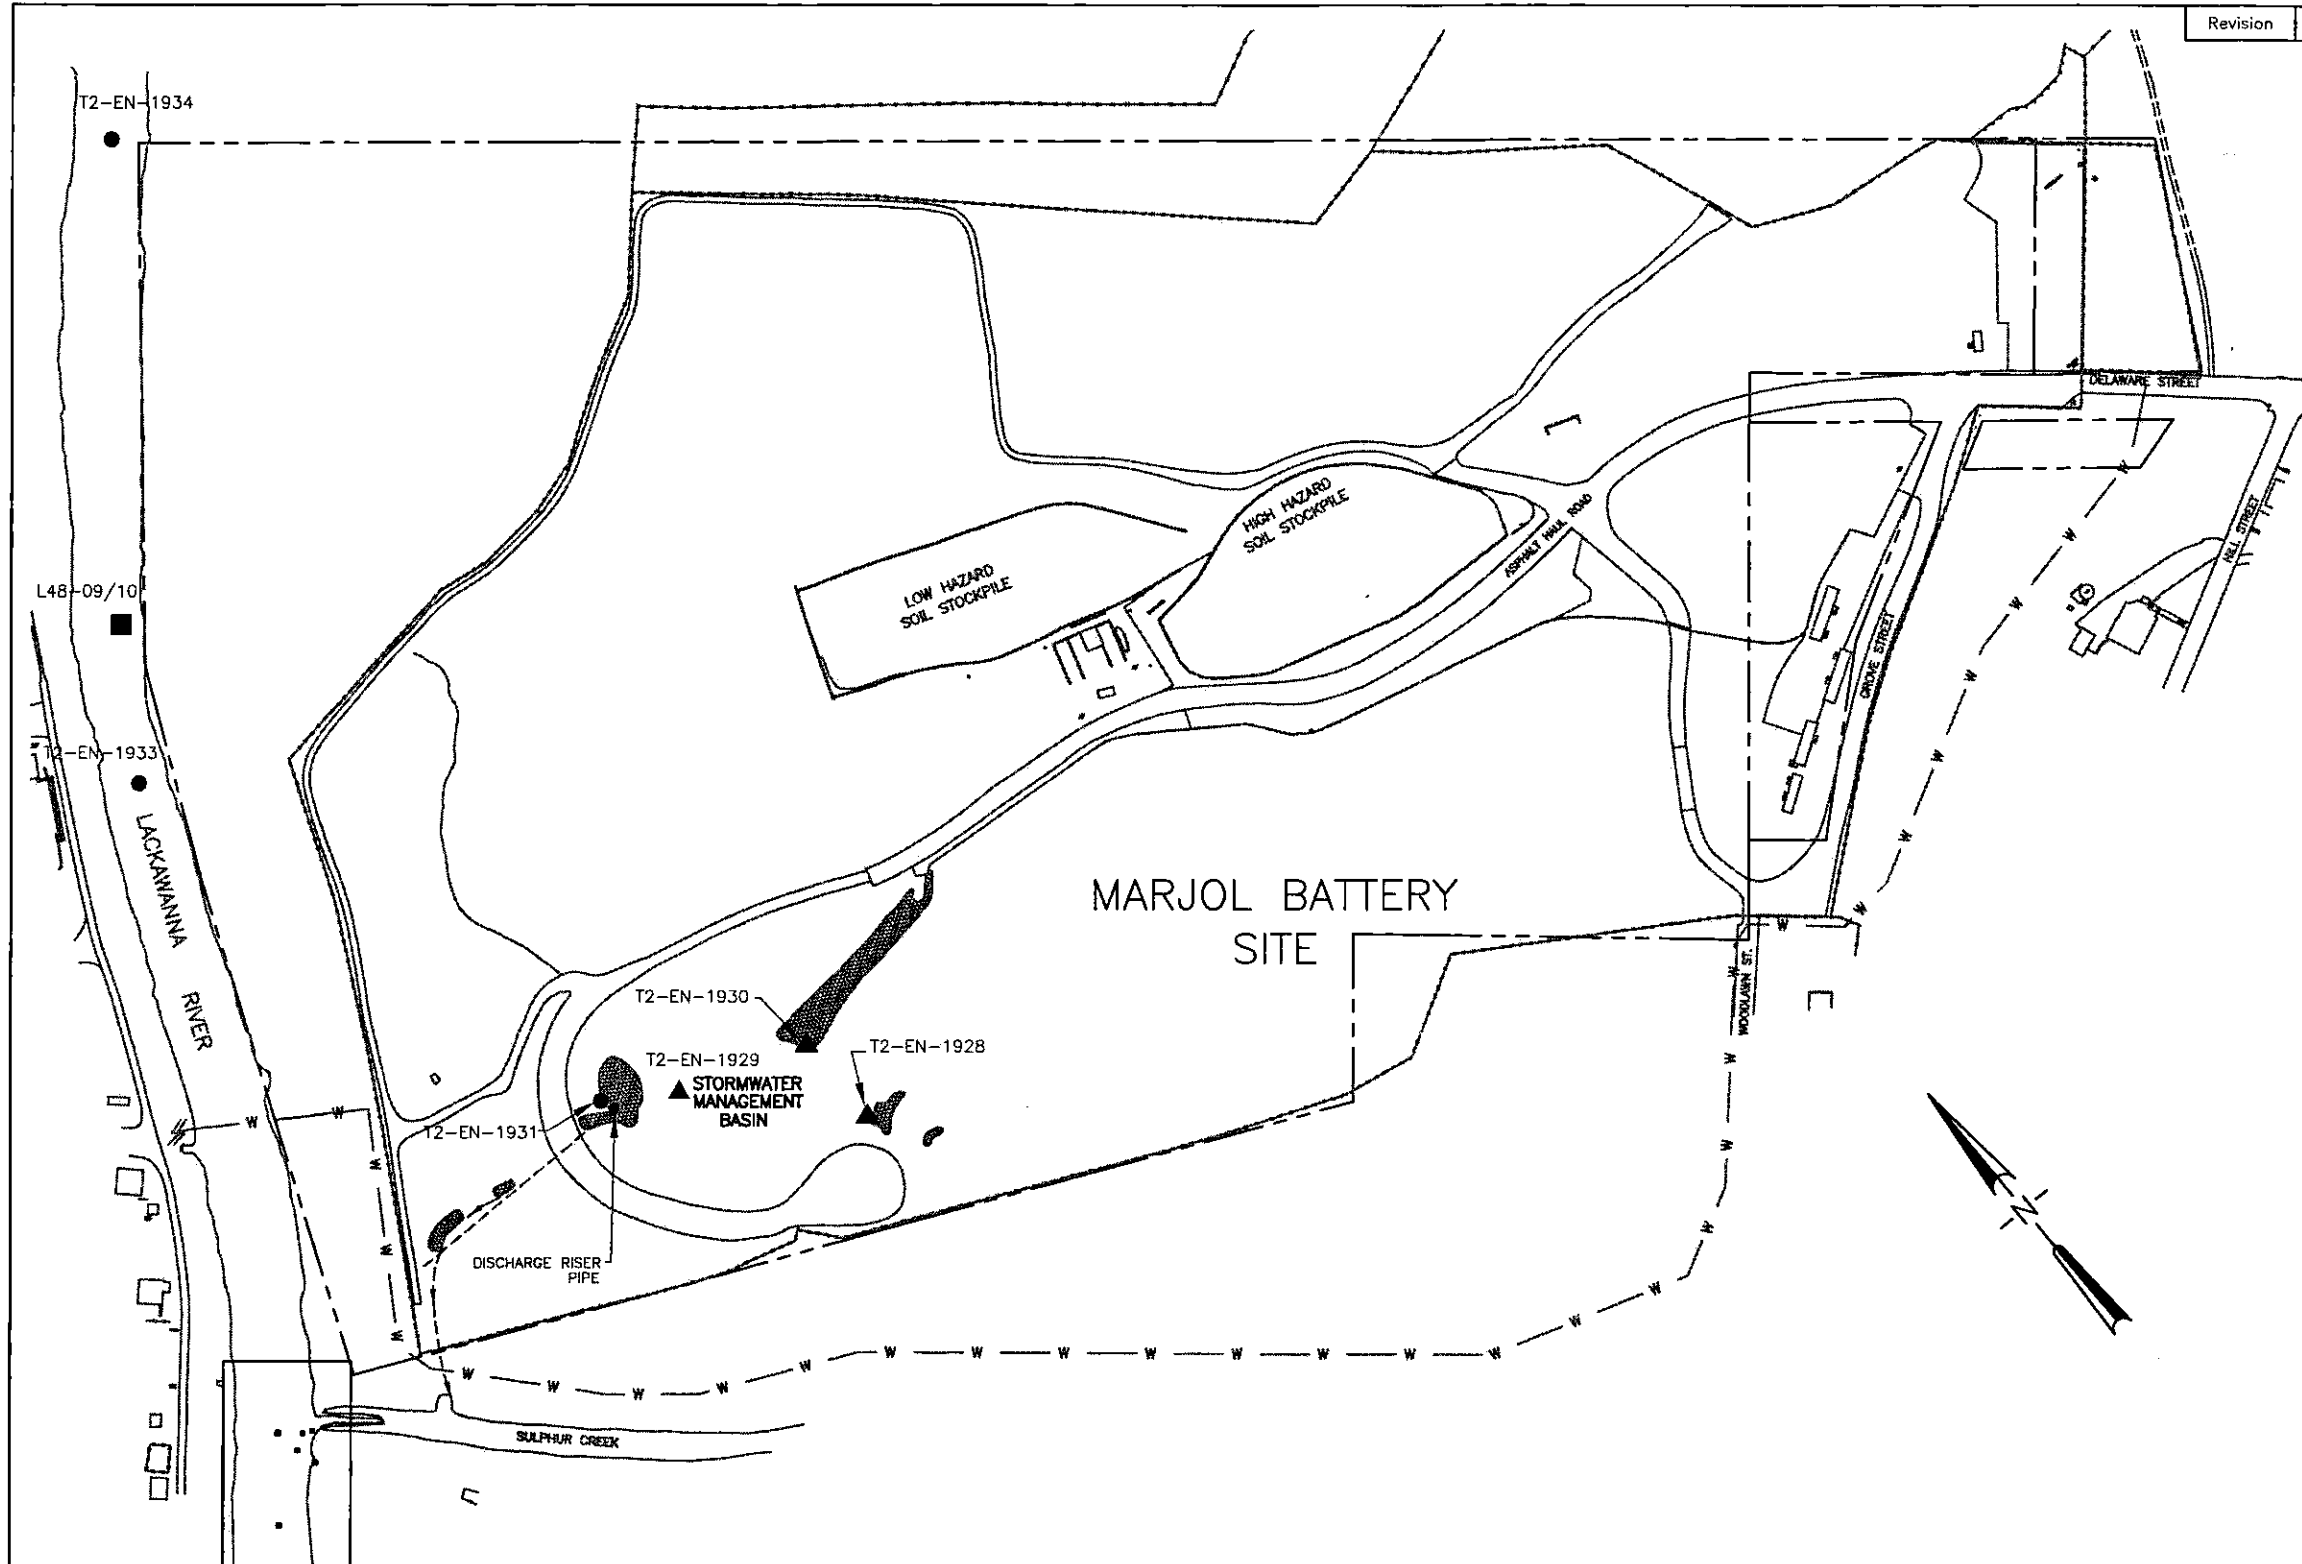 Revision
T2-EN-1934
DELAWARE STREET
HIGH HAZARD
SOIL STOCKPILE
ASPHALT HAUL ROAD
HILL STREET
LOW HAZARD
SOIL STOCKPILE
L48-09/10
GROVE STREET
T2-EN-1933
LACKAWANNA
RIVER
MARJOL BATTERY
SITE
WOODLAWN ST.
T2-EN-1930
T2-EN-1929
T2-EN-1928
STORMWATER
MANAGEMENT
BASIN
T2-EN-1931
DISCHARGE RISER
PIPE
N
SULPHUR CREEK
W W W W W W W W W W
W W W W W W W W W W
W W W W W W W W W W
W W W W W